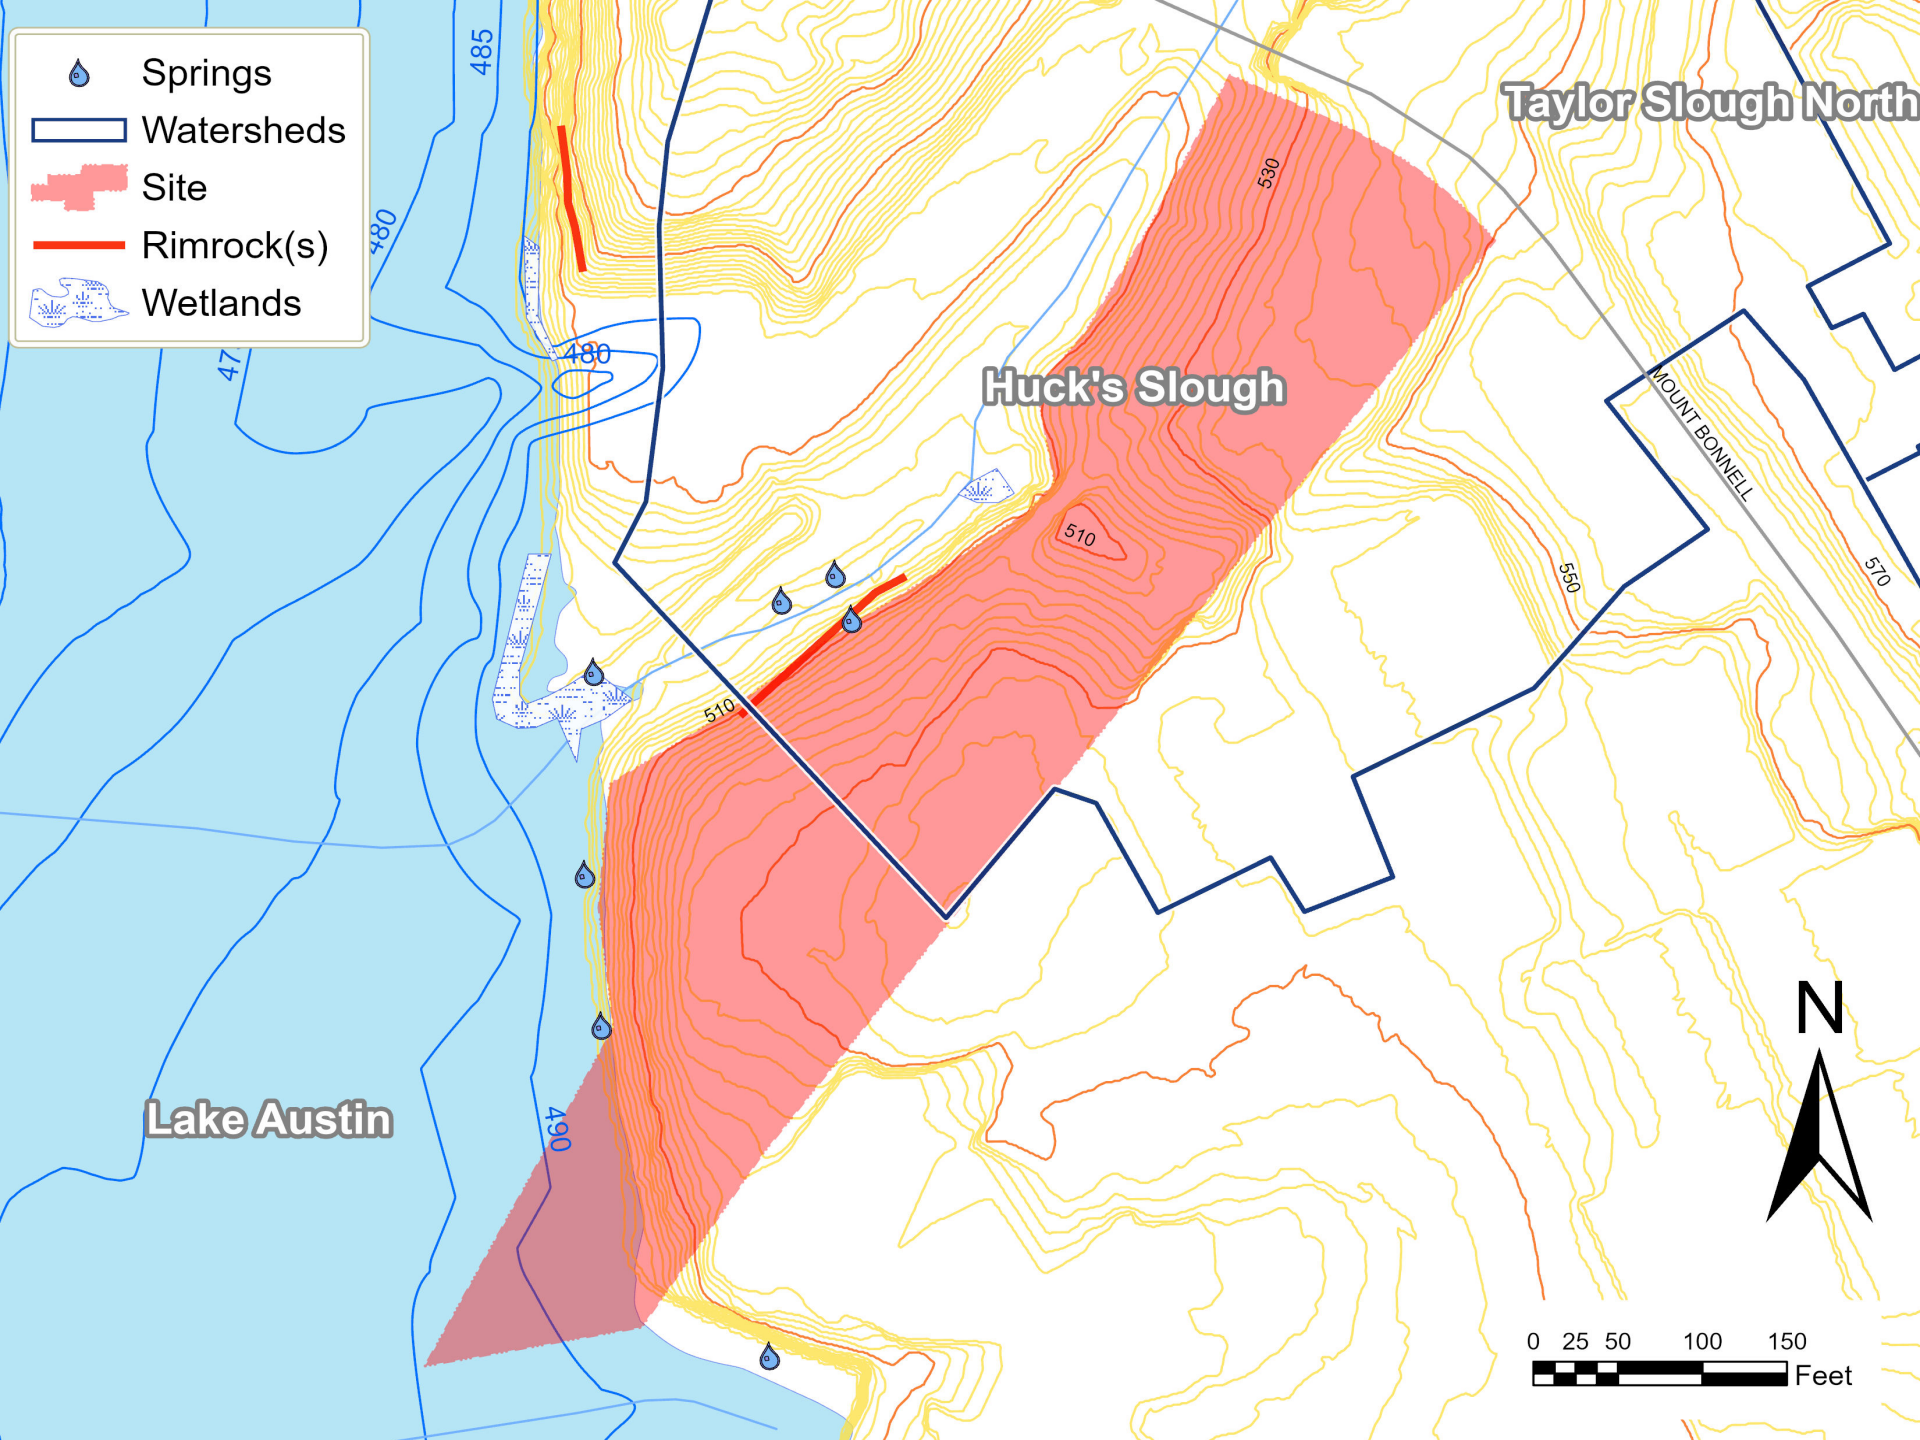 Springs
Watersheds
Site
Rimrock(s)
Wetlands
485
480
480
530
Taylor Slough North
Huck's Slough
MOUNT BONNELL
510
550
570
510
Lake Austin
490
N
0 25 50 100 150
Feet